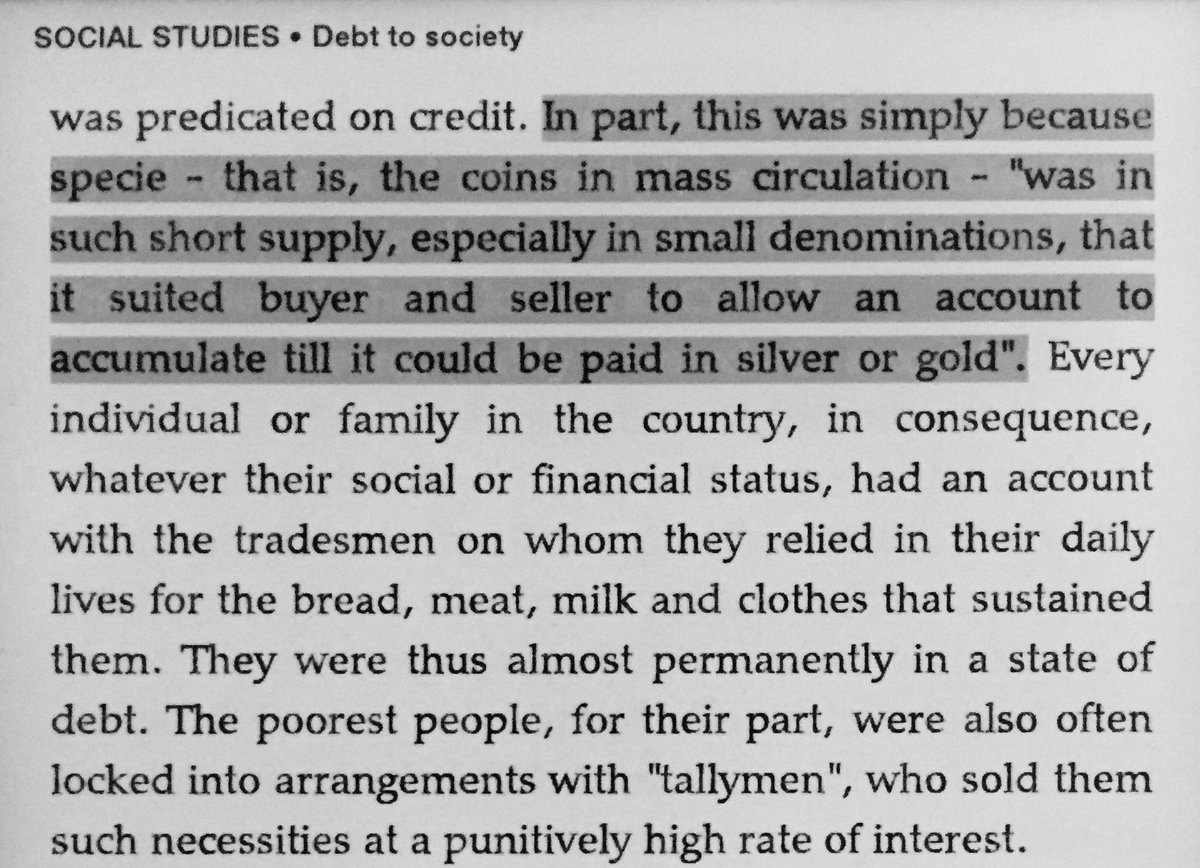 SOCIAL STUDIES • Debt to society
was predicated on credit. In part, this was simply because
specie - that is, the coins in mass circulation - "was in
such short supply, especially in small denominations, that
it suited buyer and seller to allow an account to
accumulate till it could be paid in silver or gold". Every
individual or family in the country, in consequence,
whatever their social or financial status, had an account
with the tradesmen on whom they relied in their daily
lives for the bread, meat, milk and clothes that sustained
them. They were thus almost permanently in a state of
debt. The poorest people, for their part, were also often
locked into arrangements with "tallymen", who sold them
such necessities at a punitively high rate of interest.